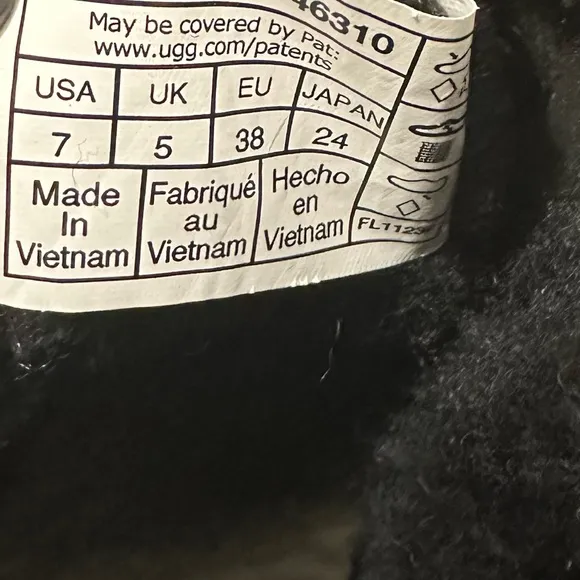 46310
May be covered by Pat:
www.ugg.com/patents
USA UK EU JAPAN
7 5 38 24
Made In Vietnam
Fabriqué au Vietnam
Hecho en Vietnam